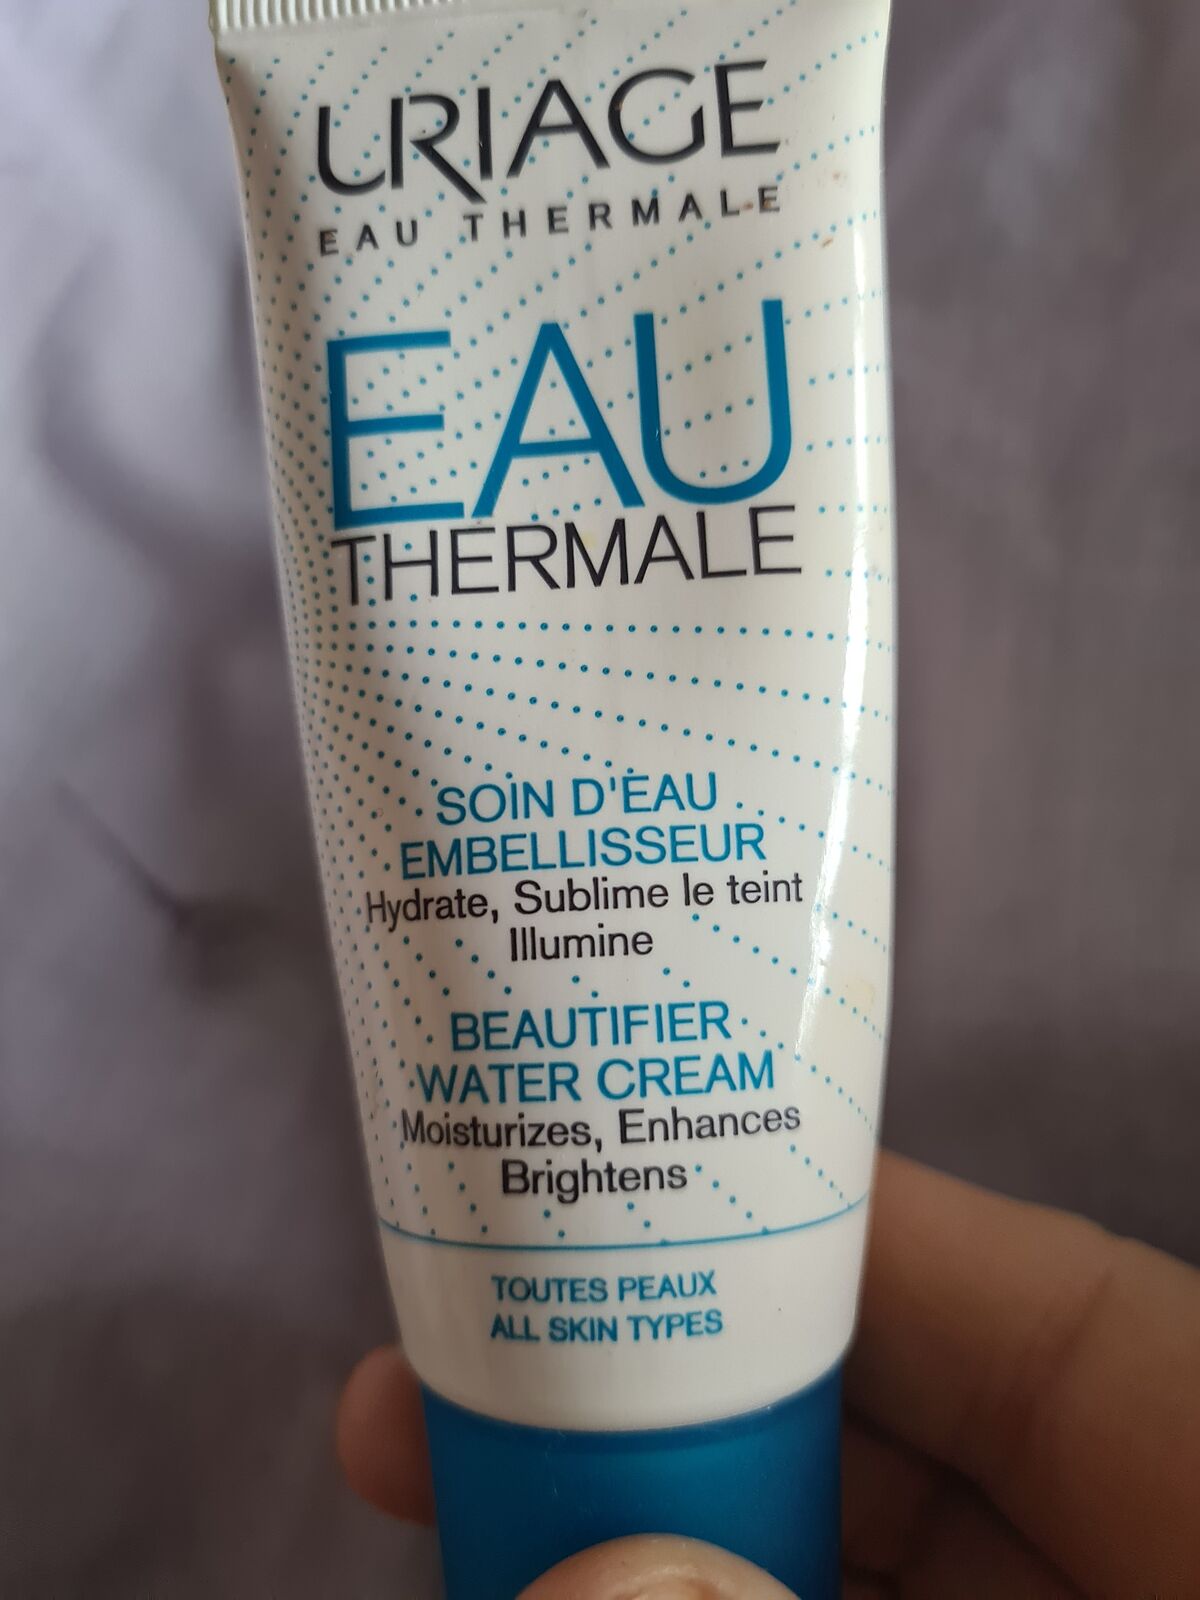 URIAGE
EAU THERMALE
EAU
THERMALE
SOIN D'EAU
EMBELLISSEUR
Hydrate, Sublime le teint
Illumine
BEAUTIFIER
WATER CREAM
Moisturizes, Enhances
Brightens
TOUTES PEAUX
ALL SKIN TYPES